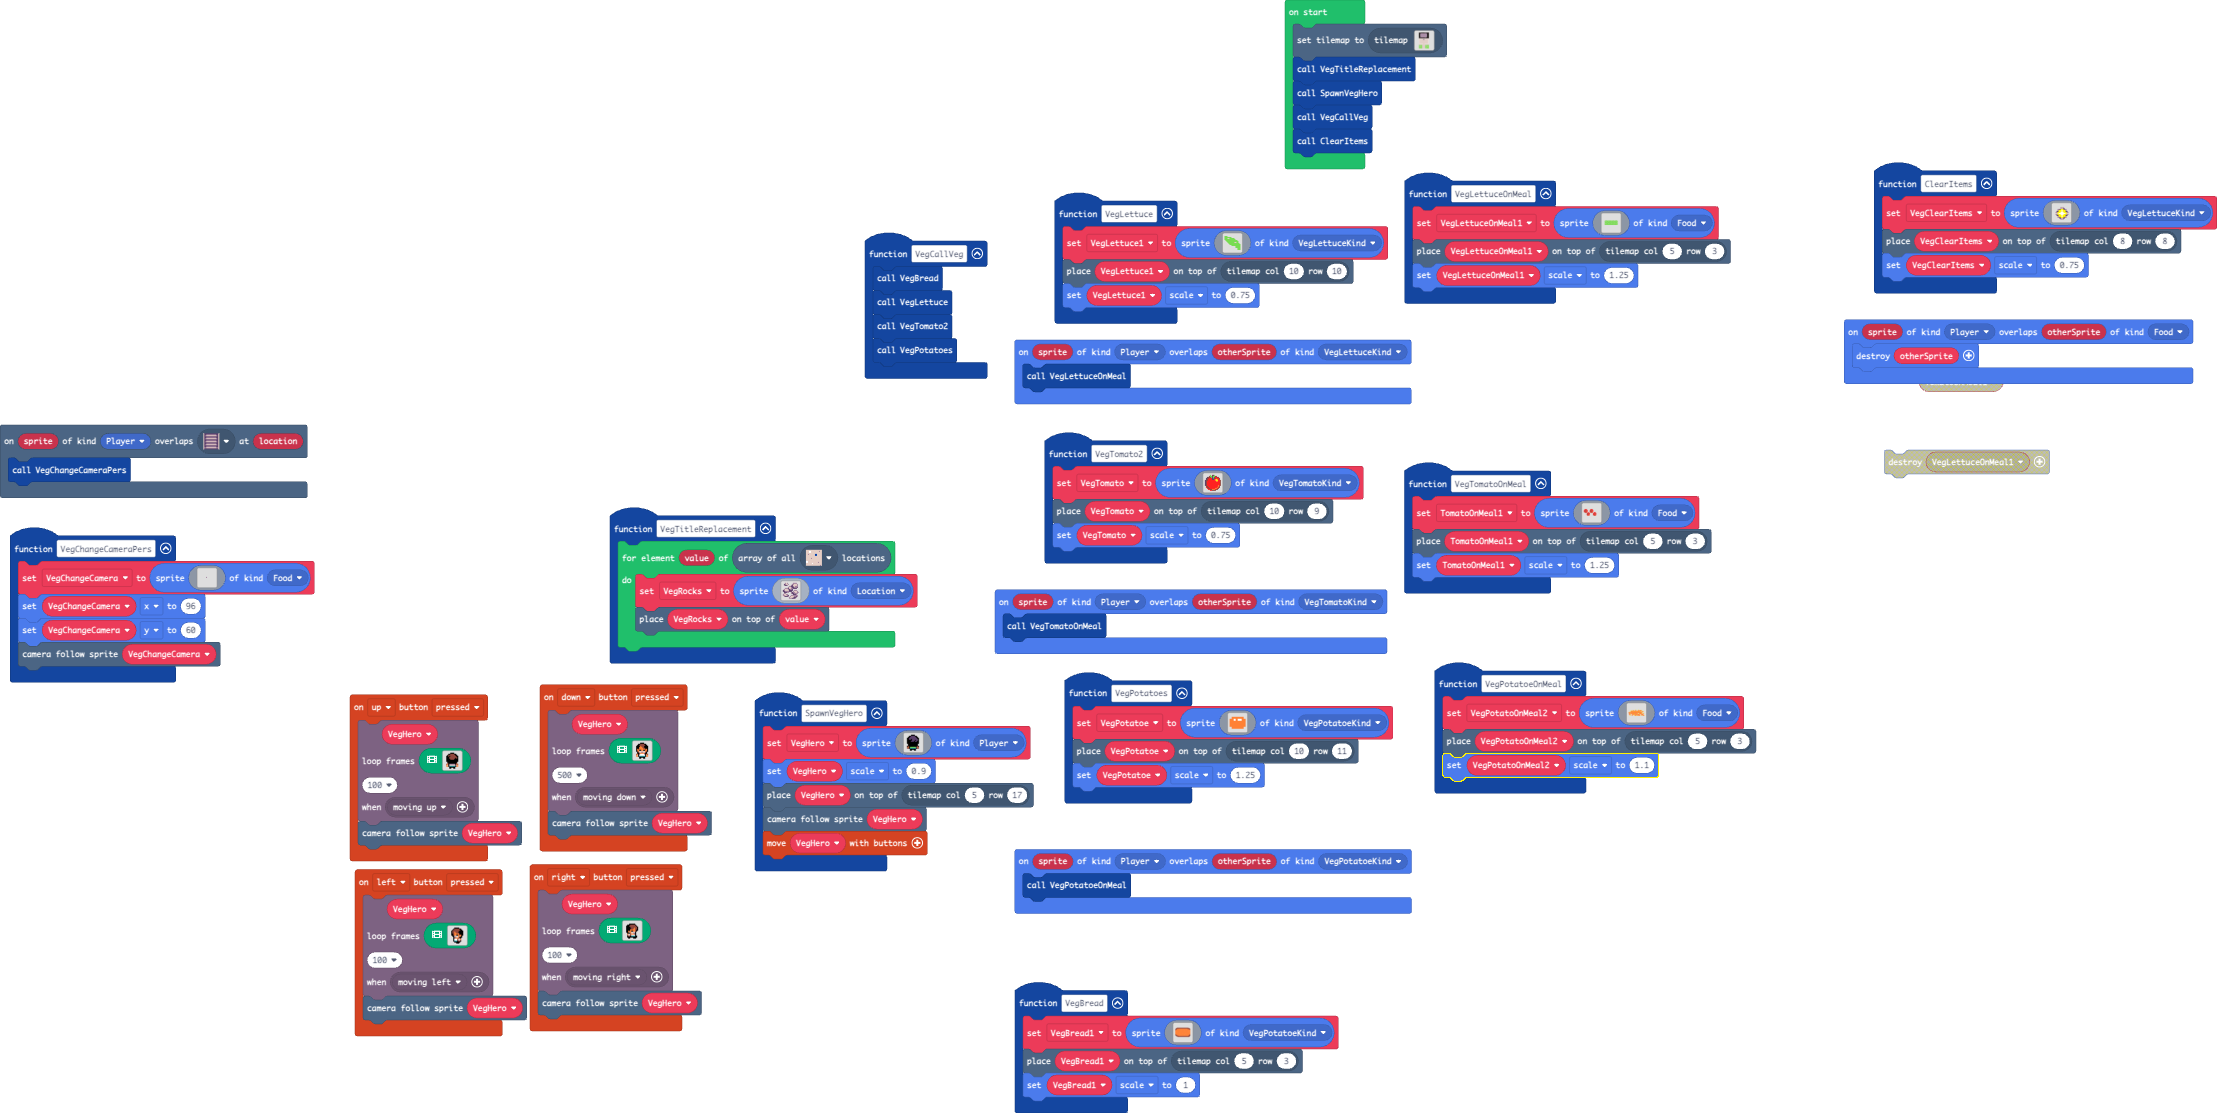 on start
set tilemap to tilemap
call VegTitleReplacement
call SpawnVegHero
call VegCallVeg
call ClearItems
function VegCallVeg
call VegBread
call VegLettuce
call VegTomato2
call VegPotatoes
function VegLettuce
set VegLettuce1 to sprite of kind VegLettuceKind
place VegLettuce1 on top of tilemap col 10 row 10
set VegLettuce1 scale to 0.75
on sprite of kind Player overlaps otherSprite of kind VegLettuceKind
call VegLettuceOnMeal
function VegLettuceOnMeal
set VegLettuceOnMeal1 to sprite of kind Food
place VegLettuceOnMeal1 on top of tilemap col 5 row 3
set VegLettuceOnMeal1 scale to 1.25
function ClearItems
set VegClearItems to sprite of kind VegLettuceKind
place VegClearItems on top of tilemap col 8 row 8
set VegClearItems scale to 0.75
on sprite of kind Player overlaps otherSprite of kind Food
destroy otherSprite
destroy VegLettuceOnMeal1
on sprite of kind Player overlaps at location
call VegChangeCameraPers
function VegChangeCameraPers
set VegChangeCamera to sprite of kind Food
set VegChangeCamera x to 96
set VegChangeCamera y to 60
camera follow sprite VegChangeCamera
function VegTitleReplacement
for element value of array of all locations
do
set VegRocks to sprite of kind Location
place VegRocks on top of value
function VegTomato2
set VegTomato to sprite of kind VegTomatoKind
place VegTomato on top of tilemap col 10 row 9
set VegTomato scale to 0.75
on sprite of kind Player overlaps otherSprite of kind VegTomatoKind
call VegTomatoOnMeal
function VegTomatoOnMeal
set TomatoOnMeal1 to sprite of kind Food
place TomatoOnMeal1 on top of tilemap col 5 row 3
set TomatoOnMeal1 scale to 1.25
on up button pressed
VegHero
loop frames
100
when moving up
camera follow sprite VegHero
on down button pressed
VegHero
loop frames
500
when moving down
camera follow sprite VegHero
on left button pressed
VegHero
loop frames
100
when moving left
camera follow sprite VegHero
on right button pressed
VegHero
loop frames
100
when moving right
camera follow sprite VegHero
function SpawnVegHero
set VegHero to sprite of kind Player
set VegHero scale to 0.9
place VegHero on top of tilemap col 5 row 17
camera follow sprite VegHero
move VegHero with buttons
function VegPotatoes
set VegPotatoe to sprite of kind VegPotatoeKind
place VegPotatoe on top of tilemap col 10 row 11
set VegPotatoe scale to 1.25
on sprite of kind Player overlaps otherSprite of kind VegPotatoeKind
call VegPotatoeOnMeal
function VegPotatoeOnMeal
set VegPotatoOnMeal2 to sprite of kind Food
place VegPotatoOnMeal2 on top of tilemap col 5 row 3
set VegPotatoOnMeal2 scale to 1.1
function VegBread
set VegBread1 to sprite of kind VegPotatoeKind
place VegBread1 on top of tilemap col 5 row 3
set VegBread1 scale to 1